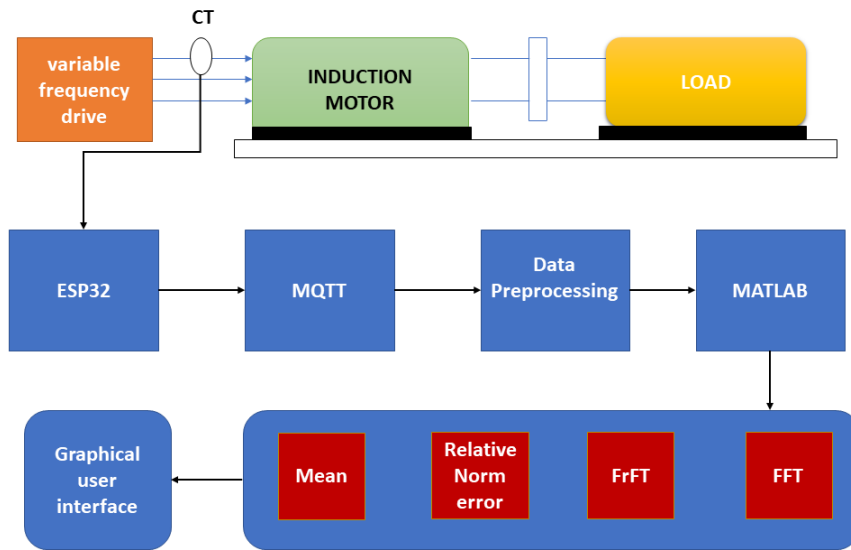 CT
variable
frequency
drive
INDUCTION
MOTOR
LOAD
ESP32
MQTT
Data
Preprocessing
MATLAB
Graphical
user
interface
Mean
Relative
Norm
error
FrFT
FFT